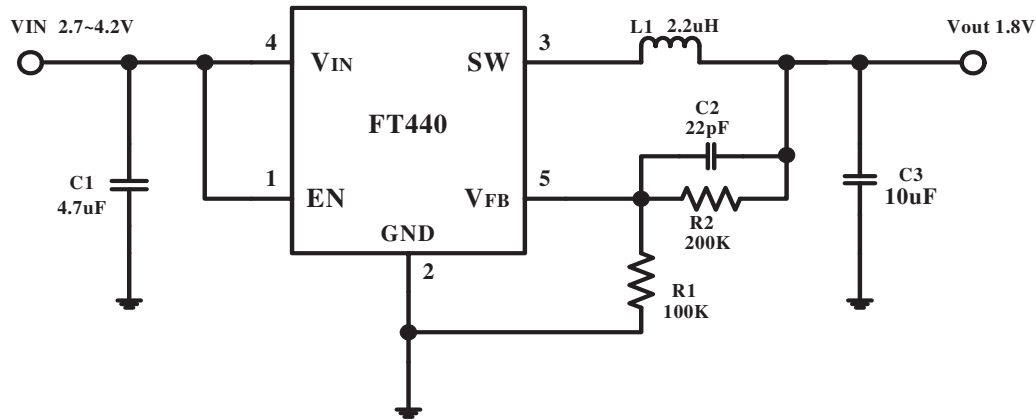 VIN 2.7~4.2V
4
VIN
SW
3
L1 2.2uH
Vout 1.8V
FT440
C2
22pF
C1
4.7uF
1
EN
VFB
5
C3
10uF
R2
200K
GND
2
R1
100K